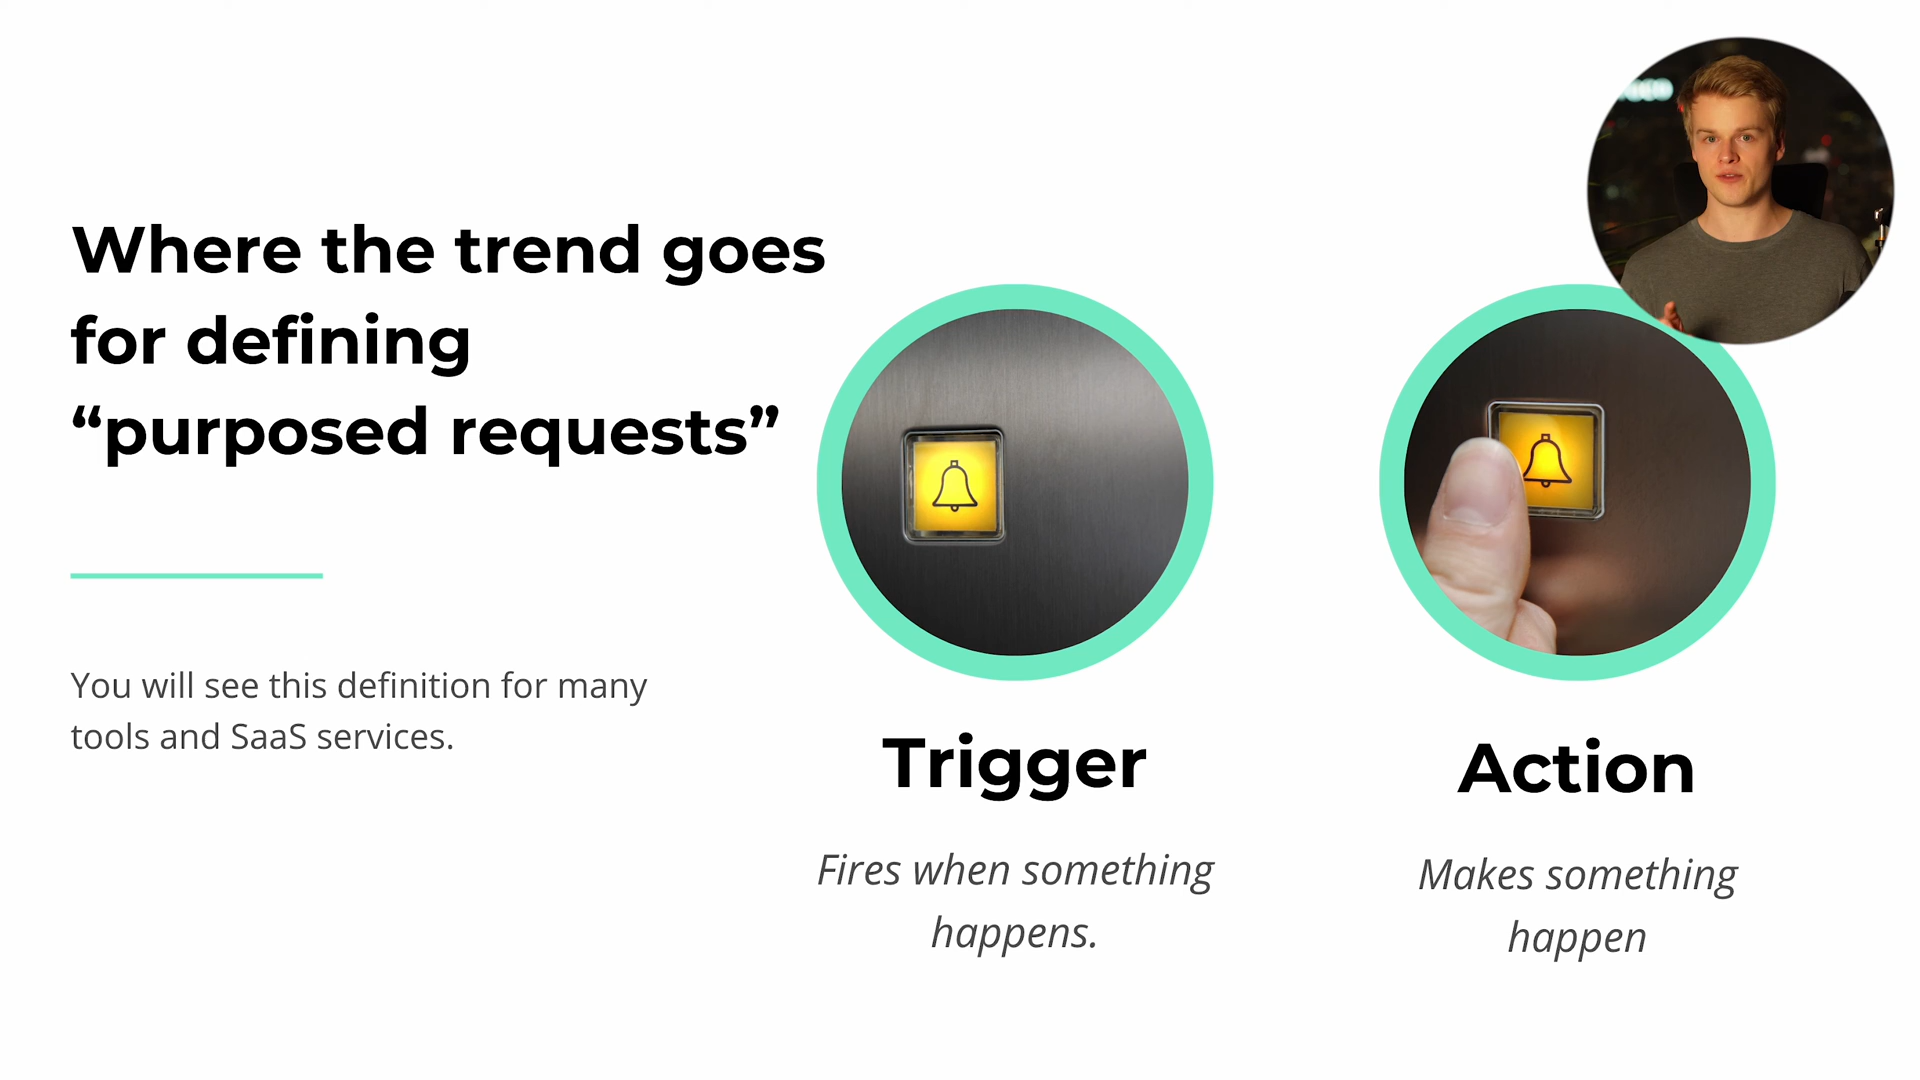 Where the trend goes
for defining
“purposed requests”
You will see this definition for many
tools and SaaS services.
Trigger
Fires when something
happens.
Action
Makes something
happen